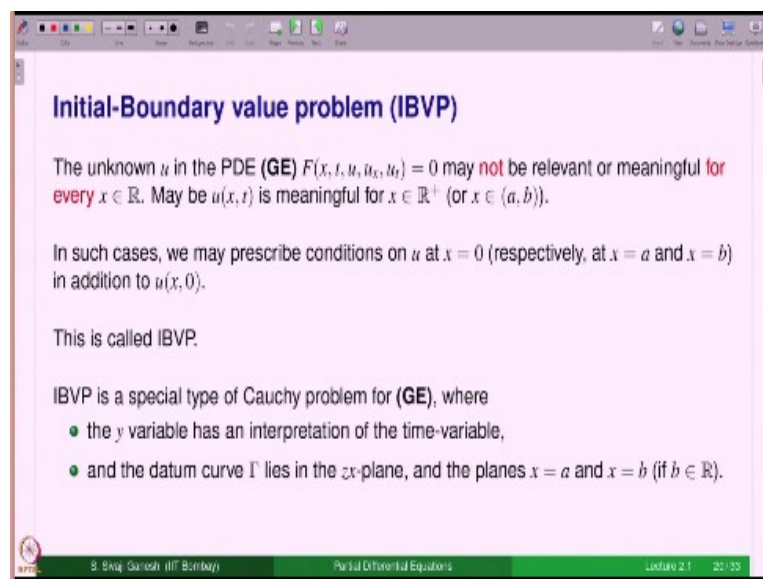 Initial-Boundary value problem (IBVP)
The unknown u in the PDE (GE) F(x, t, u, uₓ, uₜ) = 0 may not be relevant or meaningful for
every x ∈ ℝ. May be u(x, t) is meaningful for x ∈ ℝ⁺ (or x ∈ (a, b)).
In such cases, we may prescribe conditions on u at x = 0 (respectively, at x = a and x = b)
in addition to u(x, 0).
This is called IBVP.
IBVP is a special type of Cauchy problem for (GE), where
the y variable has an interpretation of the time-variable,
and the datum curve Γ lies in the zx-plane, and the planes x = a and x = b (if b ∈ ℝ).
S. Sivaji Ganesh (IIT Bombay) Partial Differential Equations Lecture 2.1 20/33